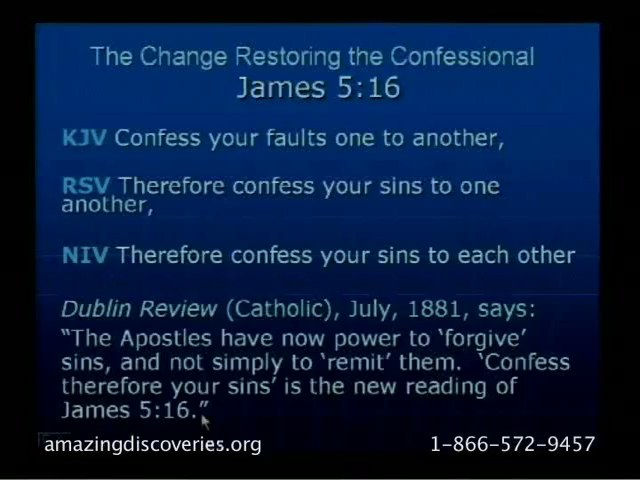 The Change Restoring the Confessional
James 5:16
KJV Confess your faults one to another,
RSV Therefore confess your sins to one
another,
NIV Therefore confess your sins to each other
Dublin Review (Catholic), July, 1881, says:
“The Apostles have now power to ‘forgive’
sins, and not simply to ‘remit’ them. ‘Confess
therefore your sins’ is the new reading of
James 5:16.”
amazingdiscoveries.org 1-866-572-9457